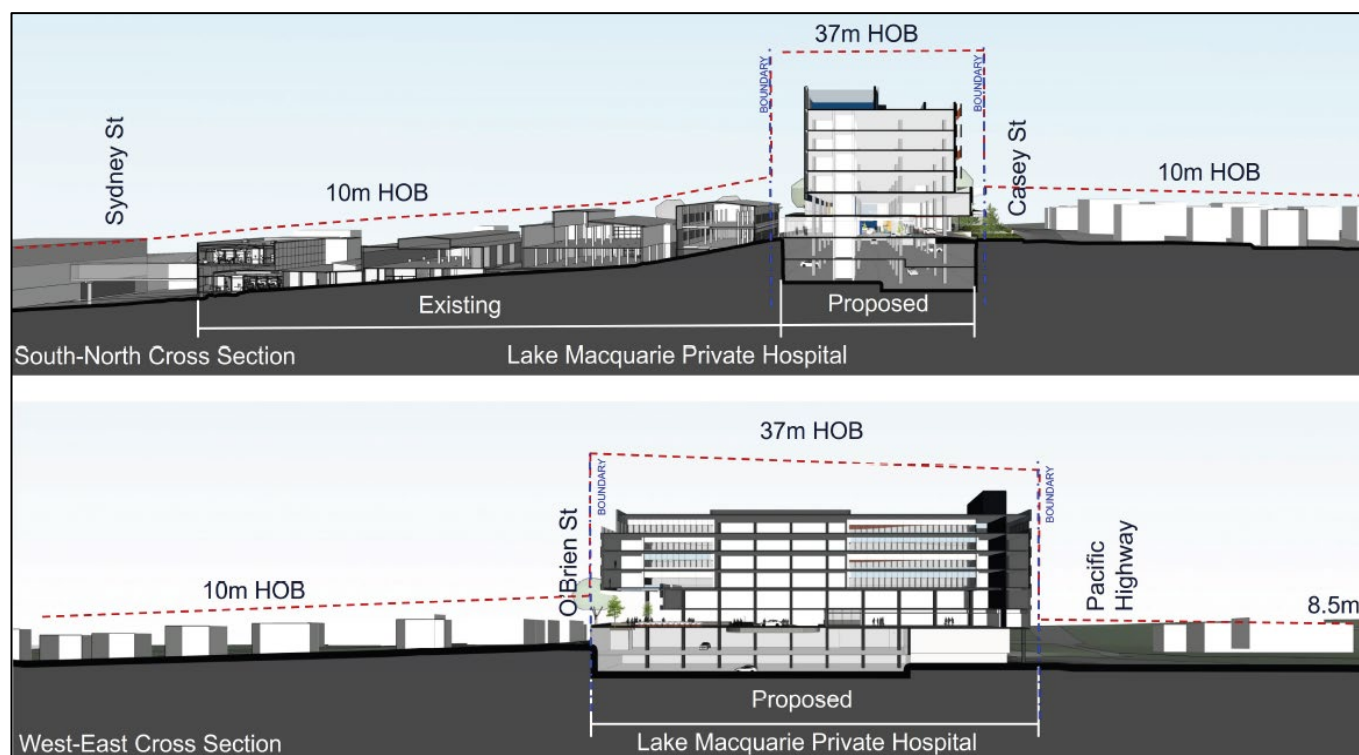 37m HOB
BOUNDARY
BOUNDARY
Sydney St
10m HOB
Casey St
10m HOB
Existing
Proposed
South-North Cross Section
Lake Macquarie Private Hospital
37m HOB
BOUNDARY
BOUNDARY
O'Brien St
10m HOB
Pacific
Highway
8.5m
Proposed
West-East Cross Section
Lake Macquarie Private Hospital